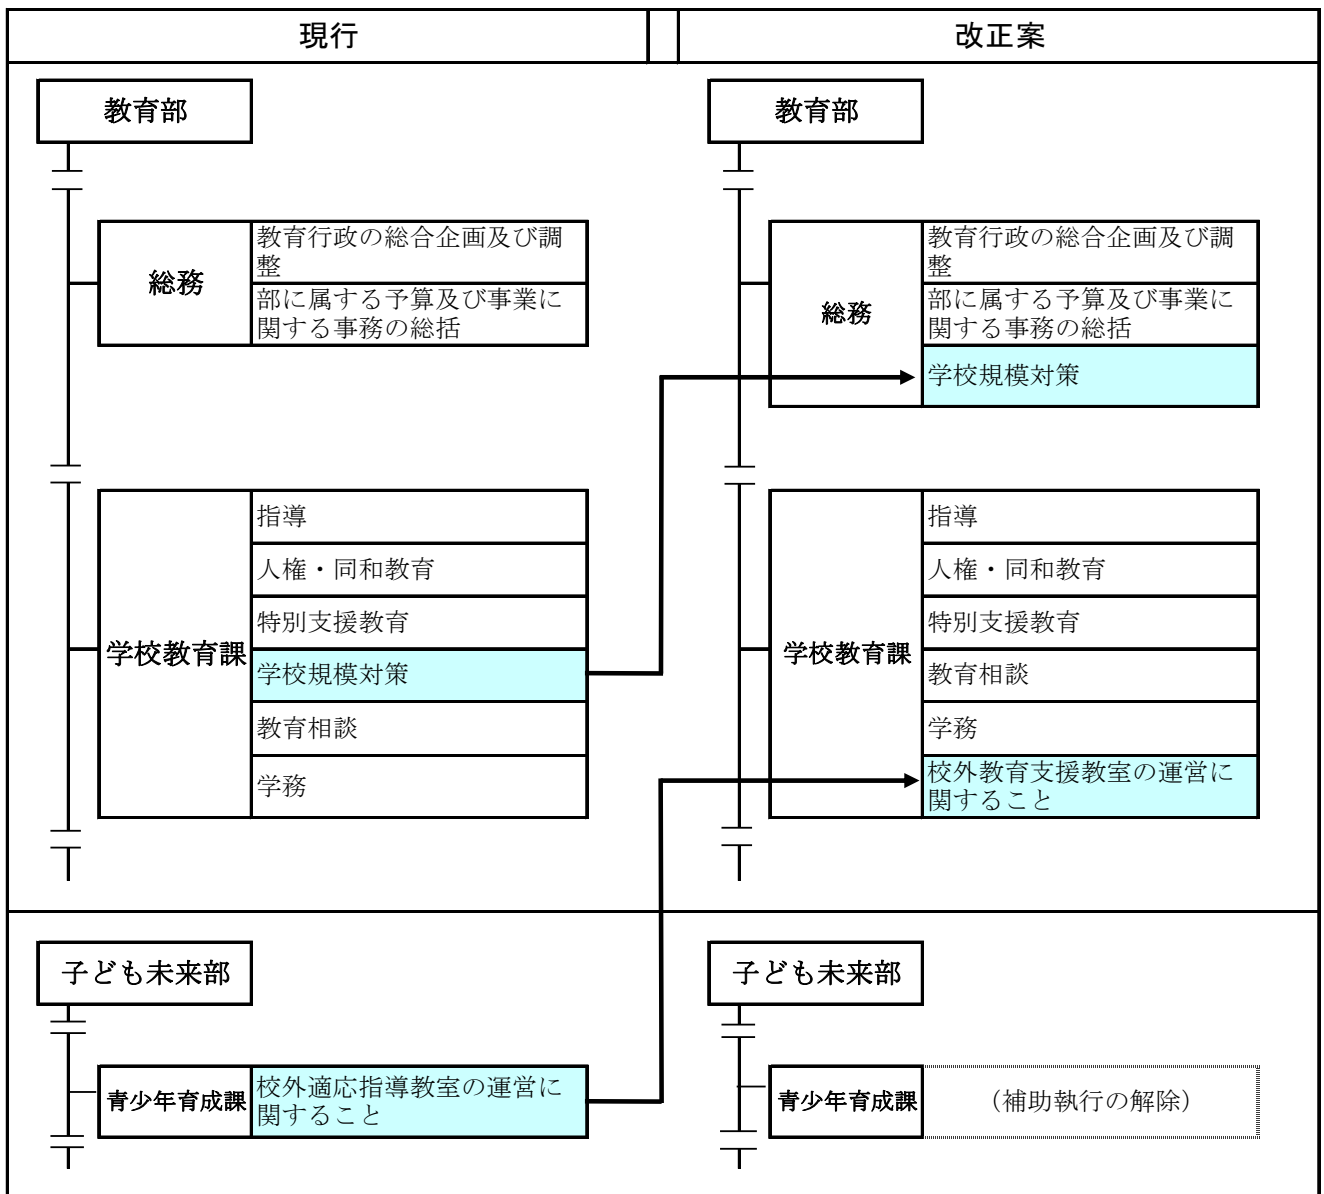 現行
改正案
教育部
総務
教育行政の総合企画及び調
整
部に属する予算及び事業に
関する事務の総括
学校教育課
指導
人権・同和教育
特別支援教育
学校規模対策
教育相談
学務
教育部
総務
教育行政の総合企画及び調
整
部に属する予算及び事業に
関する事務の総括
学校規模対策
学校教育課
指導
人権・同和教育
特別支援教育
教育相談
学務
校外教育支援教室の運営に
関すること
子ども未来部
青少年育成課
校外適応指導教室の運営に
関すること
子ども未来部
青少年育成課
（補助執行の解除）